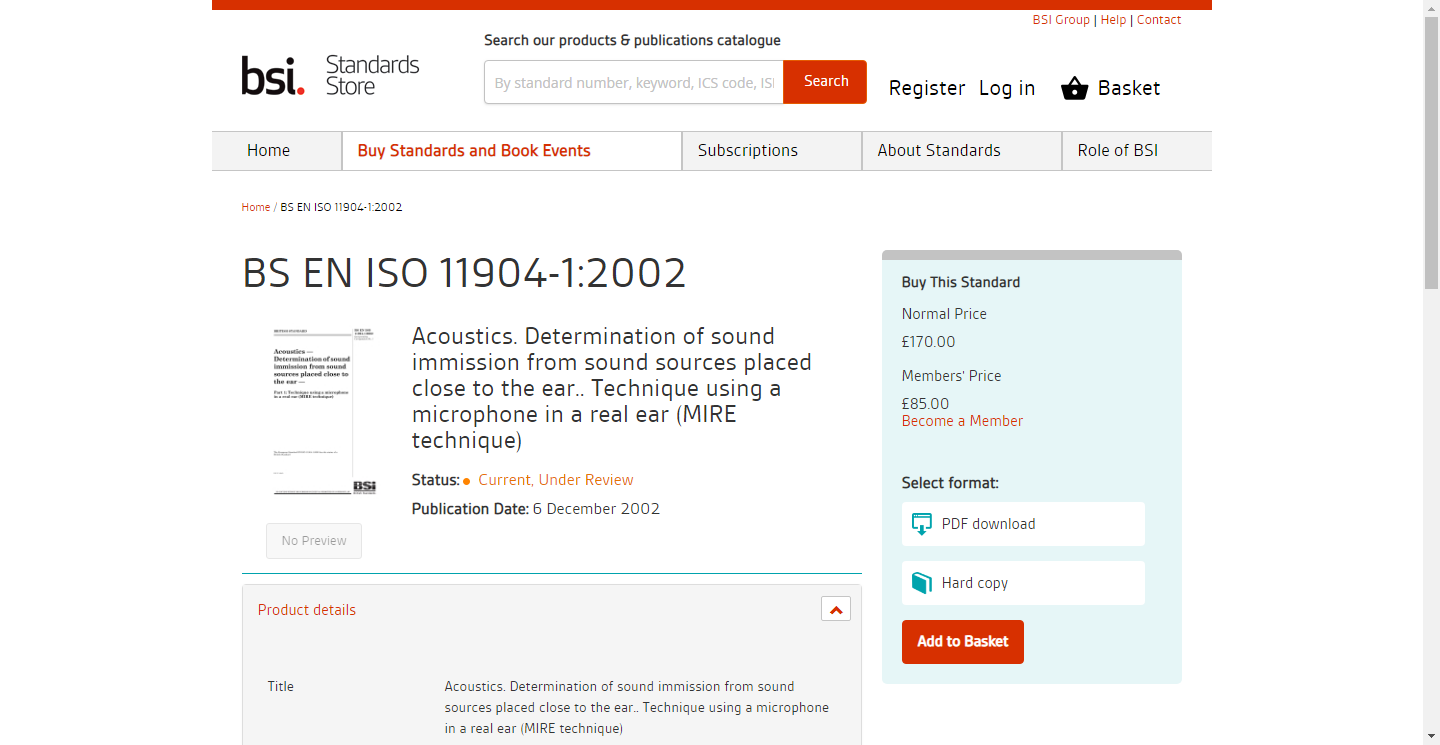 BSI Group | Help | Contact
Search our products & publications catalogue
bsi.
Standards
Store
By standard number, keyword, ICS code, ISI
Search
Register
Log in
Basket
Home
Buy Standards and Book Events
Subscriptions
About Standards
Role of BSI
Home / BS EN ISO 11904-1:2002
BS EN ISO 11904-1:2002
BRITISH STANDARD
Acoustics —
Determination of sound
immission from sound
sources placed close to
the ear —
Part 1: Technique using a microphone
in a real ear (MIRE technique)
BSi
Acoustics. Determination of sound
immission from sound sources placed
close to the ear.. Technique using a
microphone in a real ear (MIRE
technique)
Status: Current, Under Review
Publication Date: 6 December 2002
No Preview
Product details
Title
Acoustics. Determination of sound immission from sound
sources placed close to the ear.. Technique using a microphone
in a real ear (MIRE technique)
Buy This Standard
Normal Price
£170.00
Members' Price
£85.00
Become a Member
Select format:
PDF download
Hard copy
Add to Basket